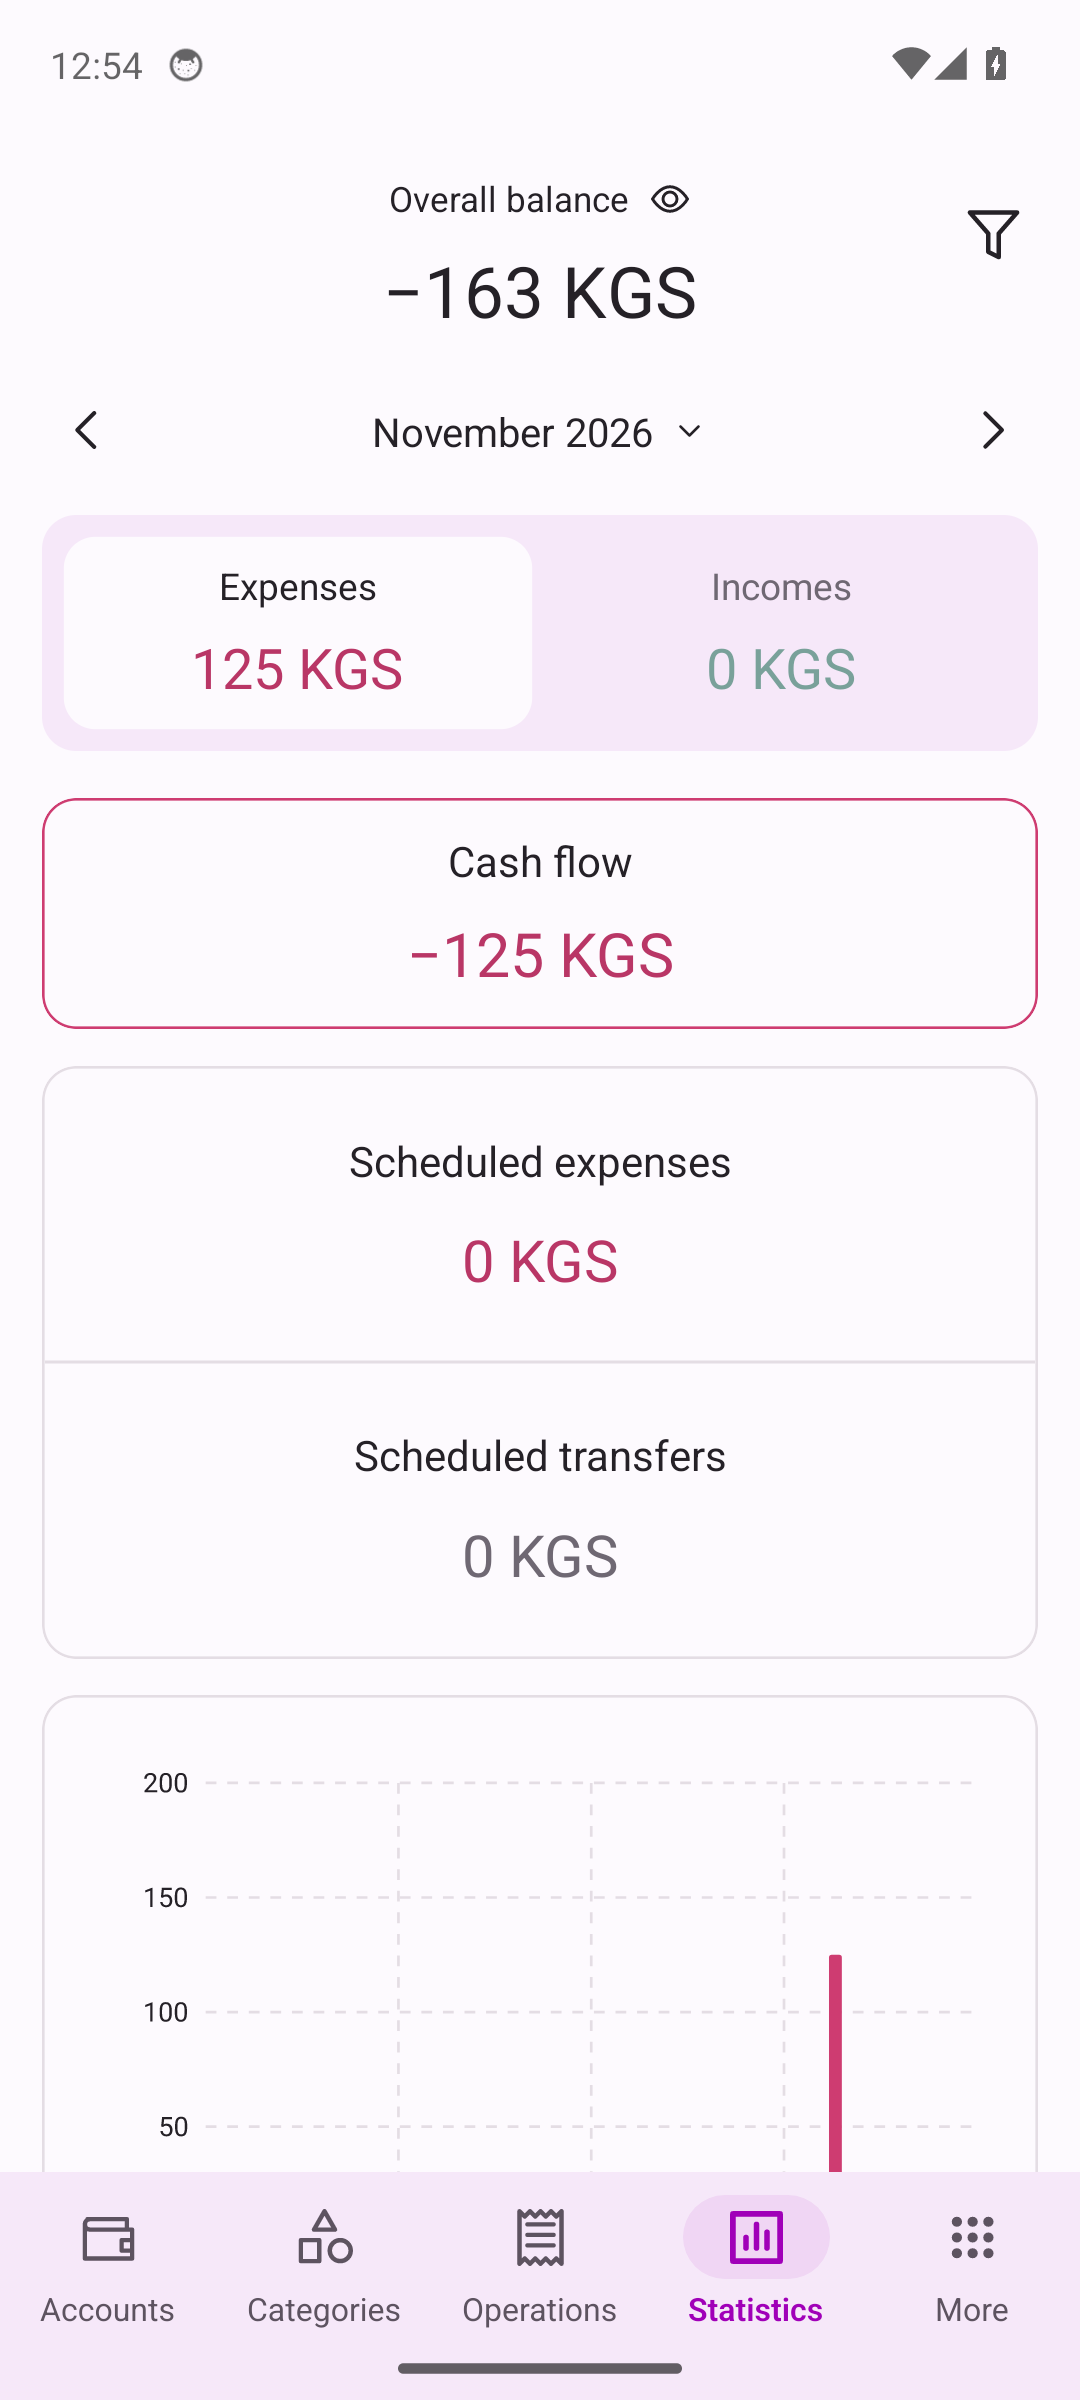 12:54
Overall balance
−163 KGS
November 2026
Expenses
Incomes
125 KGS
0 KGS
Cash flow
−125 KGS
Scheduled expenses
0 KGS
Scheduled transfers
0 KGS
200
150
100
50
Accounts
Categories
Operations
Statistics
More